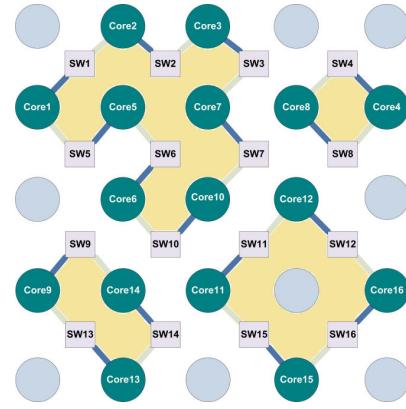 Core2 Core3
SW1 SW2 SW3 SW4
Core1 Core5 Core7 Core8 Core4
SW5 SW6 SW7 SW8
Core6 Core10 Core12
SW9 SW10 SW11 SW12
Core9 Core14 Core11 Core16
SW13 SW14 SW15 SW16
Core13 Core15